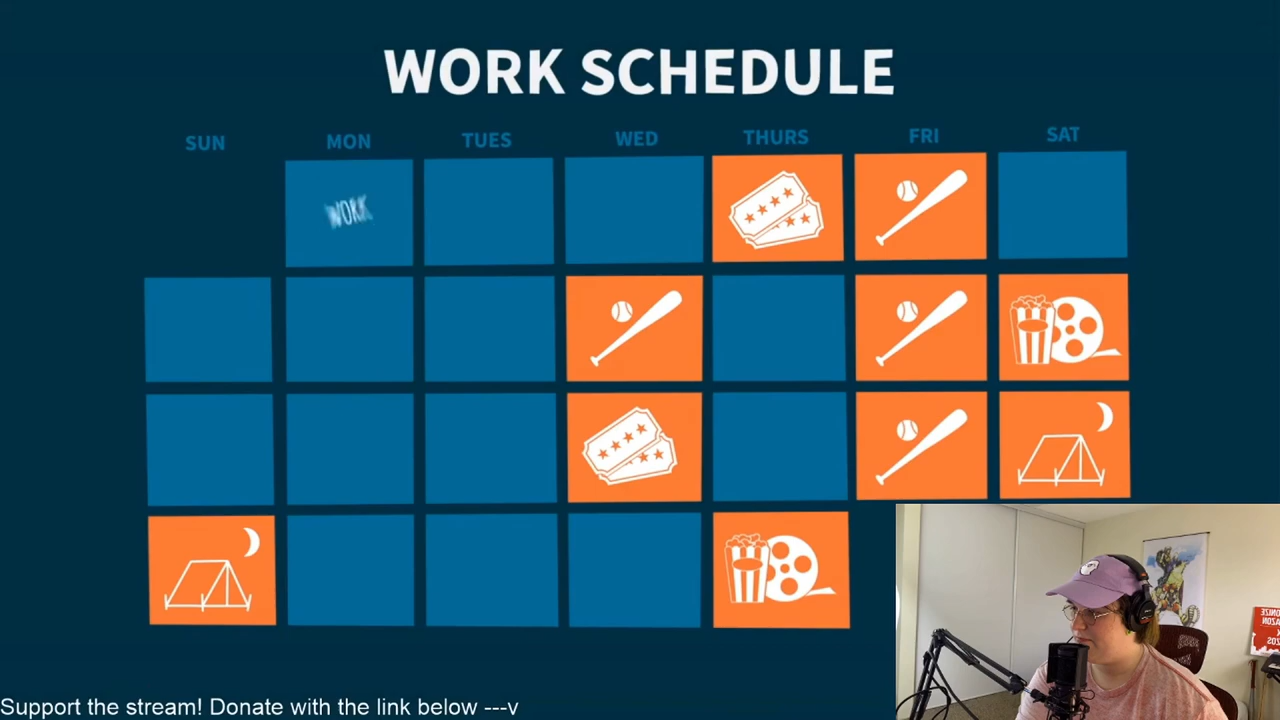 WORK SCHEDULE
SUN MON TUES WED THURS FRI SAT
WORK
Support the stream! Donate with the link below ---v